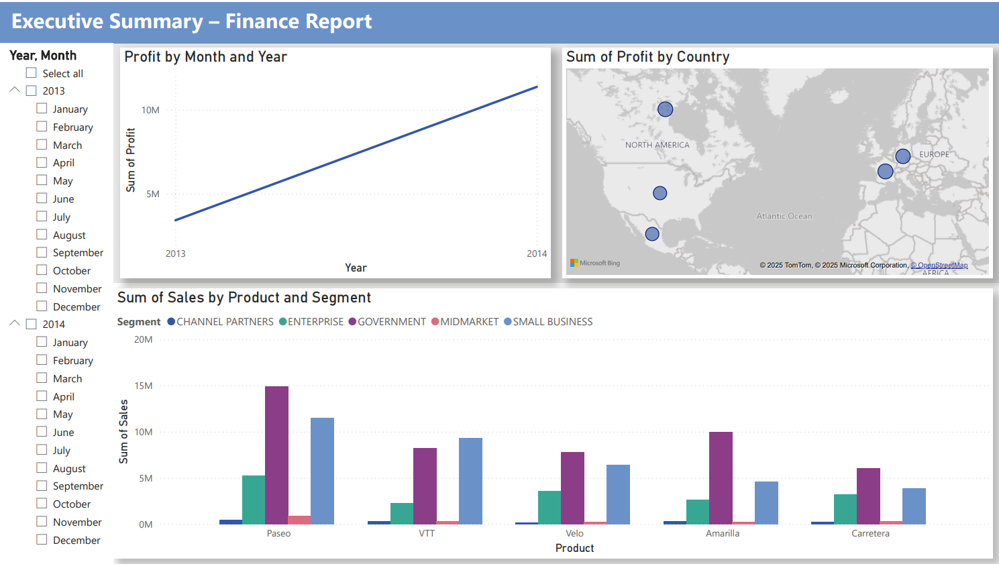 Executive Summary – Finance Report
Year, Month
Select all
2013
January
February
March
April
May
June
July
August
September
October
November
December
2014
January
February
March
April
May
June
July
August
September
October
November
December
Profit by Month and Year
Sum of Profit
10M
5M
2013
2014
Year
Sum of Profit by Country
NORTH AMERICA
EUROPE
Atlantic Ocean
AFRICA
Microsoft Bing
© 2025 TomTom, © 2025 Microsoft Corporation, © OpenStreetMap
Sum of Sales by Product and Segment
Segment CHANNEL PARTNERS ENTERPRISE GOVERNMENT MIDMARKET SMALL BUSINESS
Sum of Sales
20M
15M
10M
5M
0M
Paseo VTT Velo Amarilla Carretera
Product